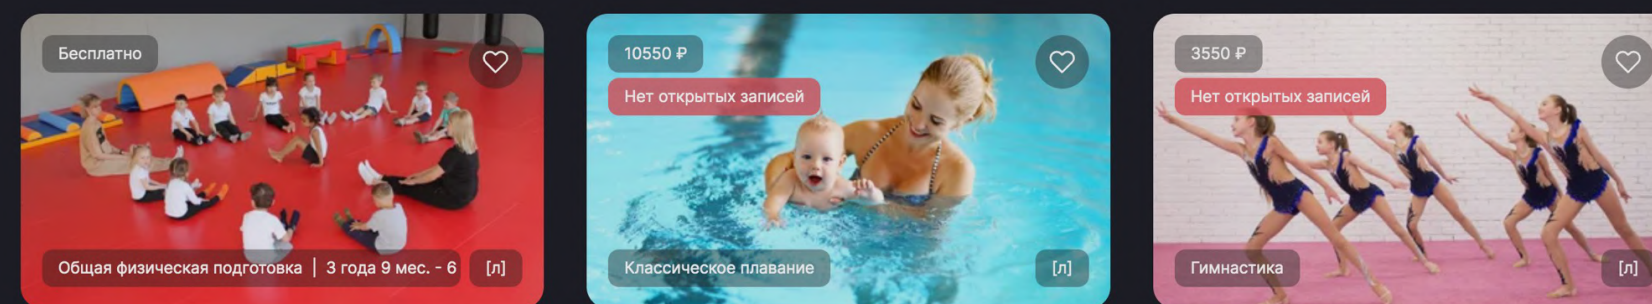 Бесплатно
Общая физическая подготовка | 3 года 9 мес. - 6
[л]
10550 ₽
Нет открытых записей
Классическое плавание
[л]
3550 ₽
Нет открытых записей
Гимнастика
[л]